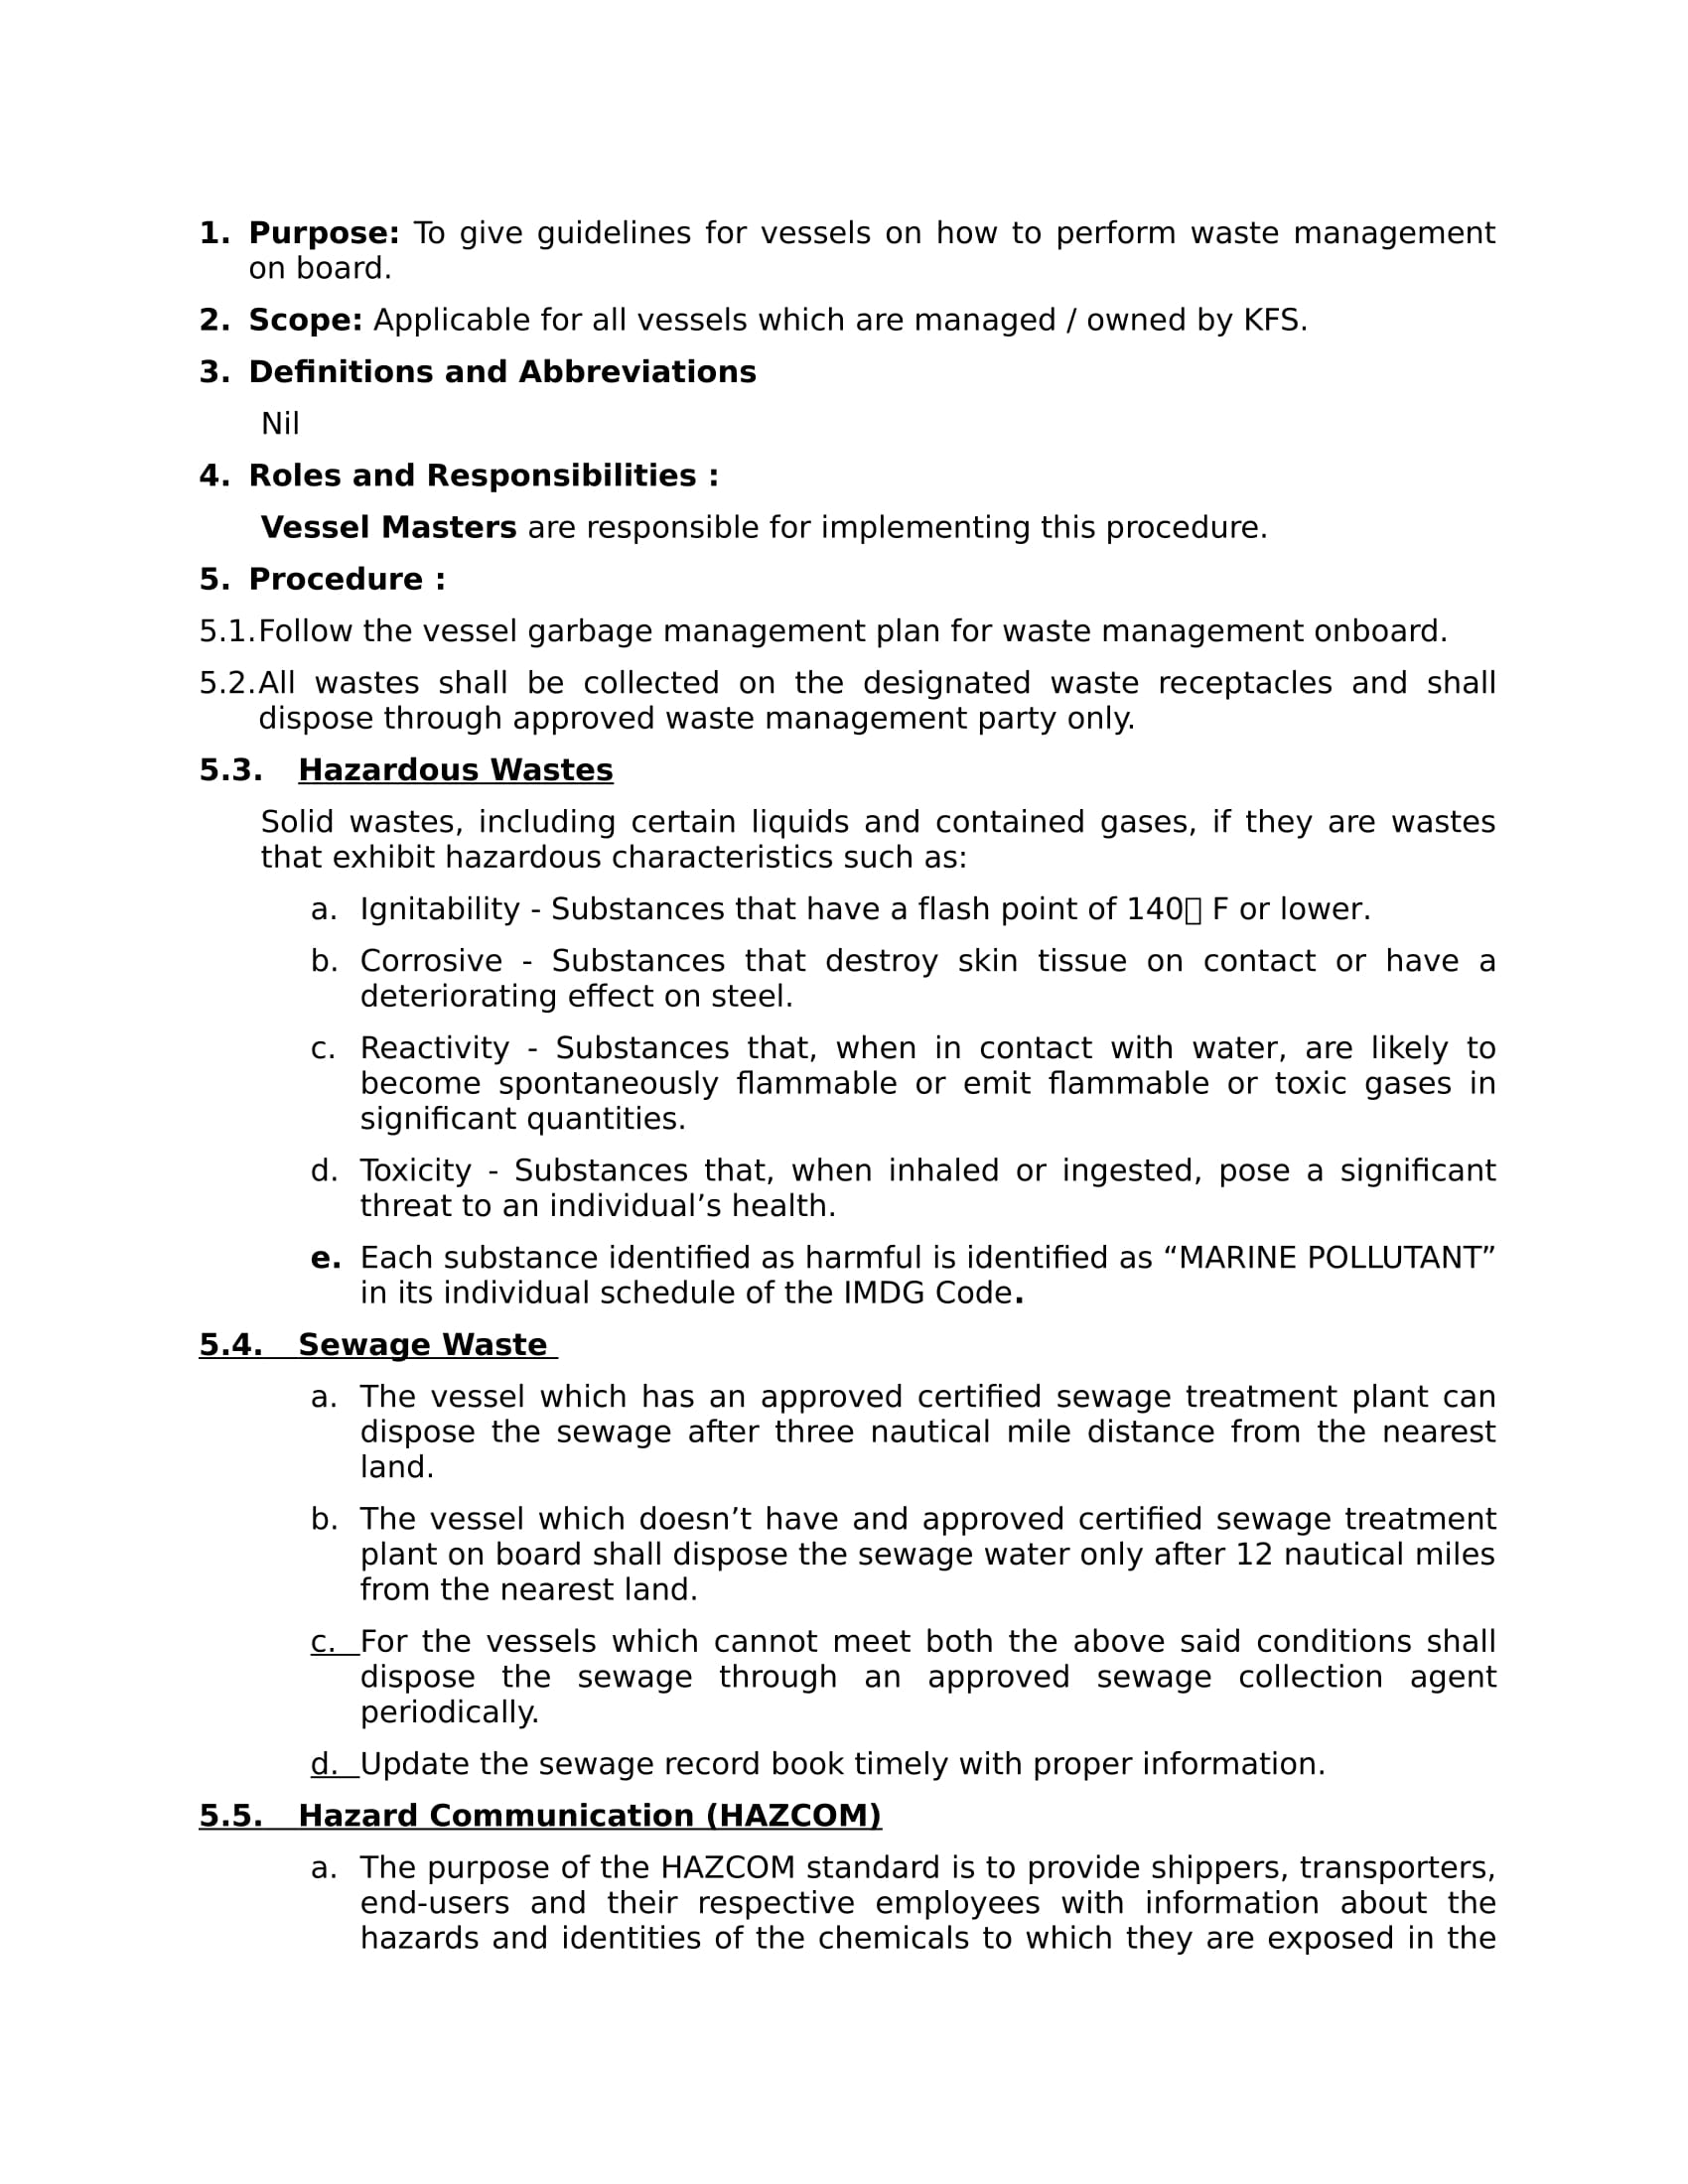 1. Purpose: To give guidelines for vessels on how to perform waste management
on board.
2. Scope: Applicable for all vessels which are managed / owned by KFS.
3. Definitions and Abbreviations
Nil
4. Roles and Responsibilities :
Vessel Masters are responsible for implementing this procedure.
5. Procedure :
5.1.Follow the vessel garbage management plan for waste management onboard.
5.2.All wastes shall be collected on the designated waste receptacles and shall
dispose through approved waste management party only.
5.3. Hazardous Wastes
Solid wastes, including certain liquids and contained gases, if they are wastes
that exhibit hazardous characteristics such as:
a. Ignitability - Substances that have a flash point of 140▯ F or lower.
b. Corrosive - Substances that destroy skin tissue on contact or have a
deteriorating effect on steel.
c. Reactivity - Substances that, when in contact with water, are likely to
become spontaneously flammable or emit flammable or toxic gases in
significant quantities.
d. Toxicity - Substances that, when inhaled or ingested, pose a significant
threat to an individual’s health.
e. Each substance identified as harmful is identified as “MARINE POLLUTANT”
in its individual schedule of the IMDG Code.
5.4. Sewage Waste
a. The vessel which has an approved certified sewage treatment plant can
dispose the sewage after three nautical mile distance from the nearest
land.
b. The vessel which doesn’t have and approved certified sewage treatment
plant on board shall dispose the sewage water only after 12 nautical miles
from the nearest land.
c. For the vessels which cannot meet both the above said conditions shall
dispose the sewage through an approved sewage collection agent
periodically.
d. Update the sewage record book timely with proper information.
5.5. Hazard Communication (HAZCOM)
a. The purpose of the HAZCOM standard is to provide shippers, transporters,
end-users and their respective employees with information about the
hazards and identities of the chemicals to which they are exposed in the